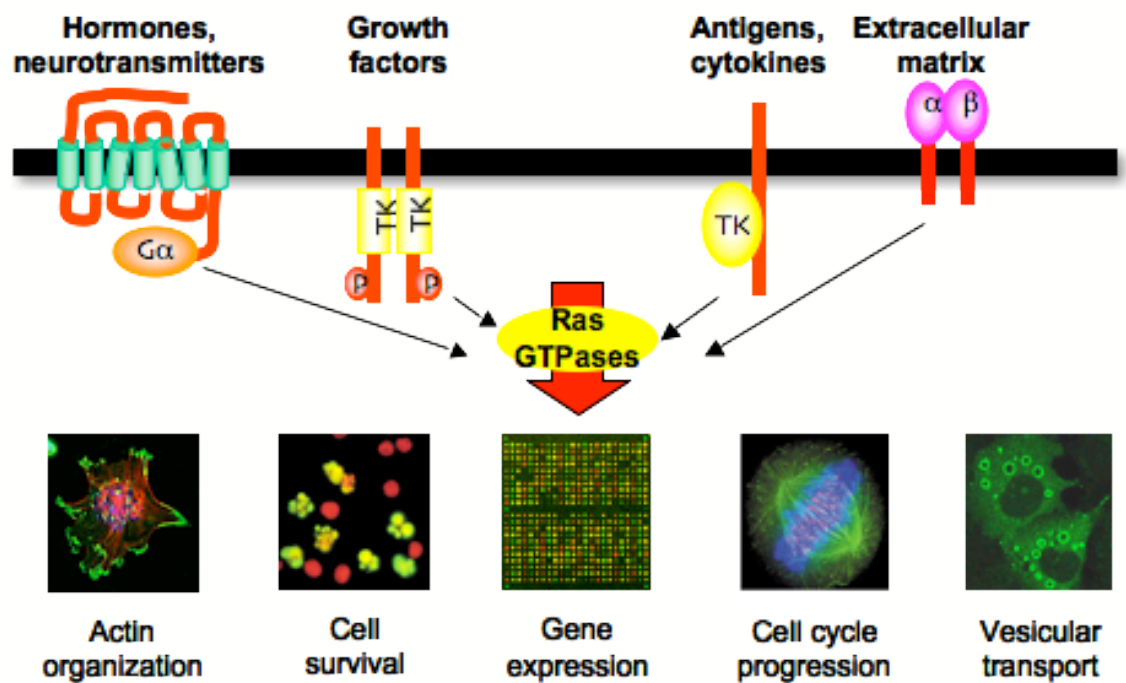 Hormones,
neurotransmitters
Growth
factors
Antigens,
cytokines
Extracellular
matrix
α β
TK TK
TK
Gα
p p
Ras
GTPases
Actin
organization
Cell
survival
Gene
expression
Cell cycle
progression
Vesicular
transport